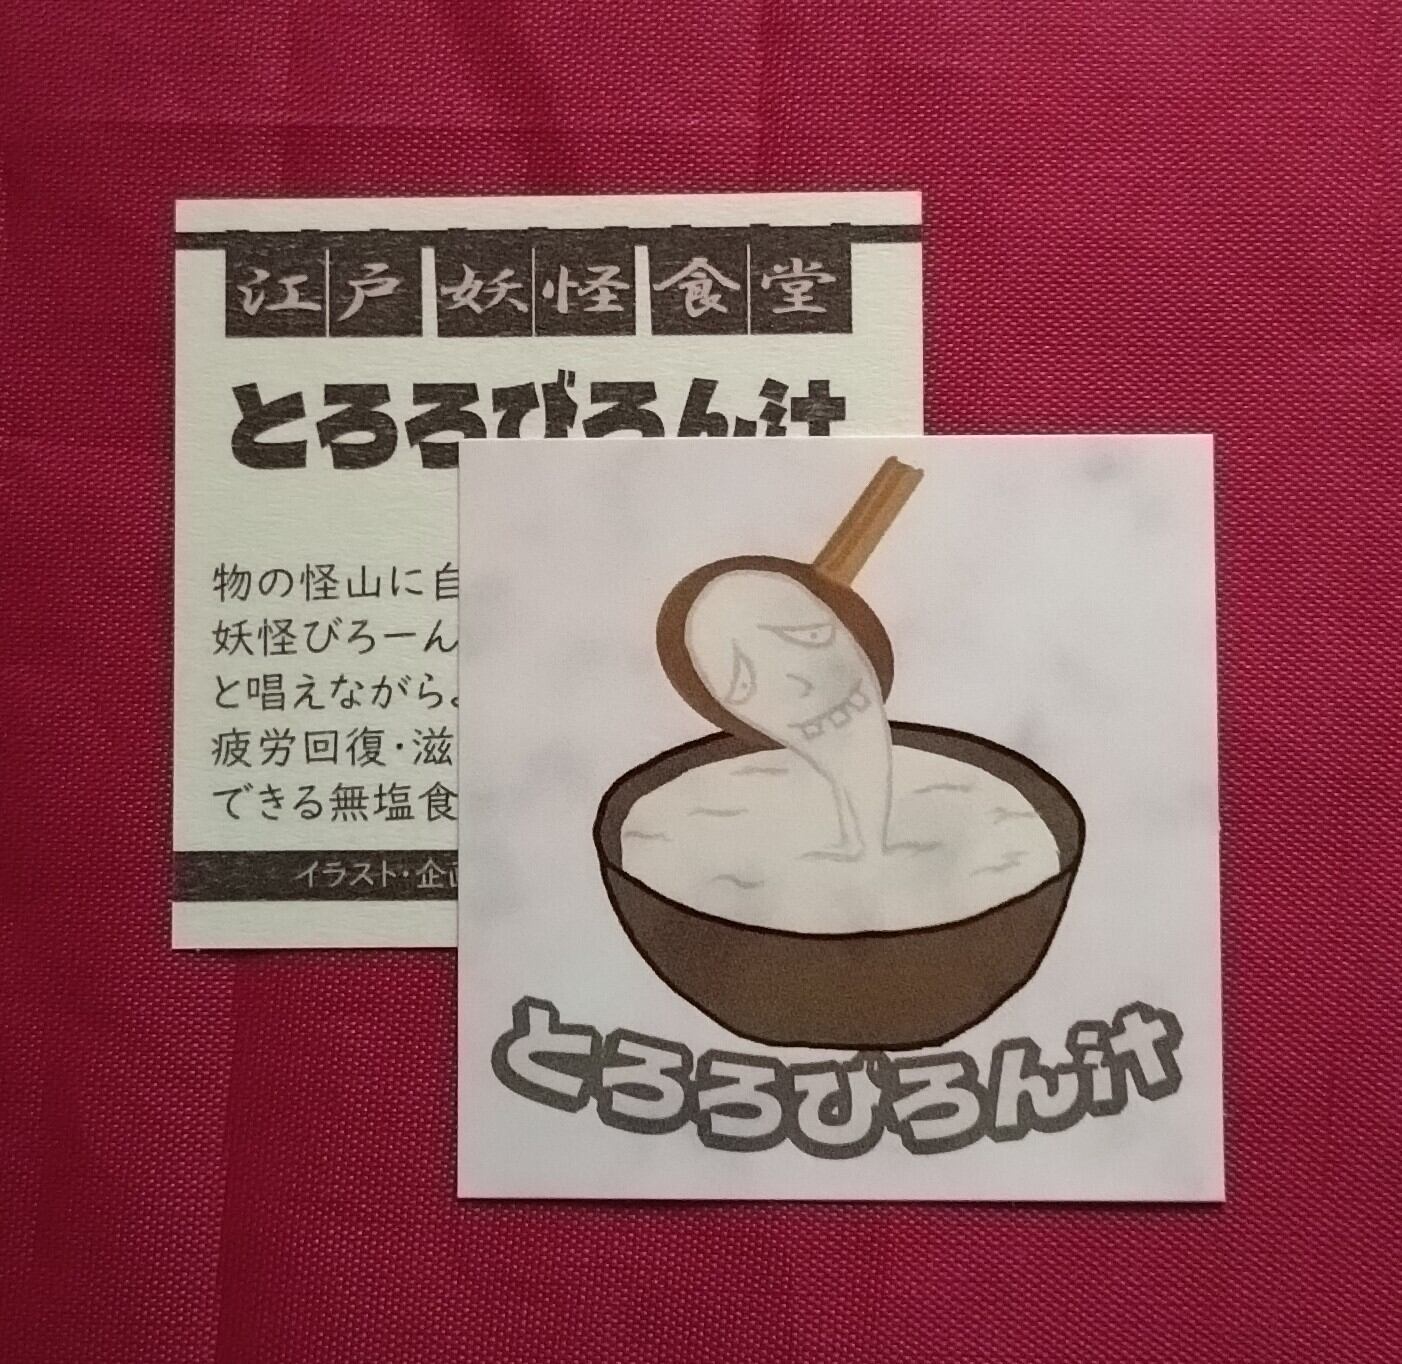 江戸妖怪食堂
とろろびろん汁
物の怪山に自
妖怪びろーん
と唱えながら
疲労回復・滋
できる無塩食
イラスト・企
とろろびろん汁